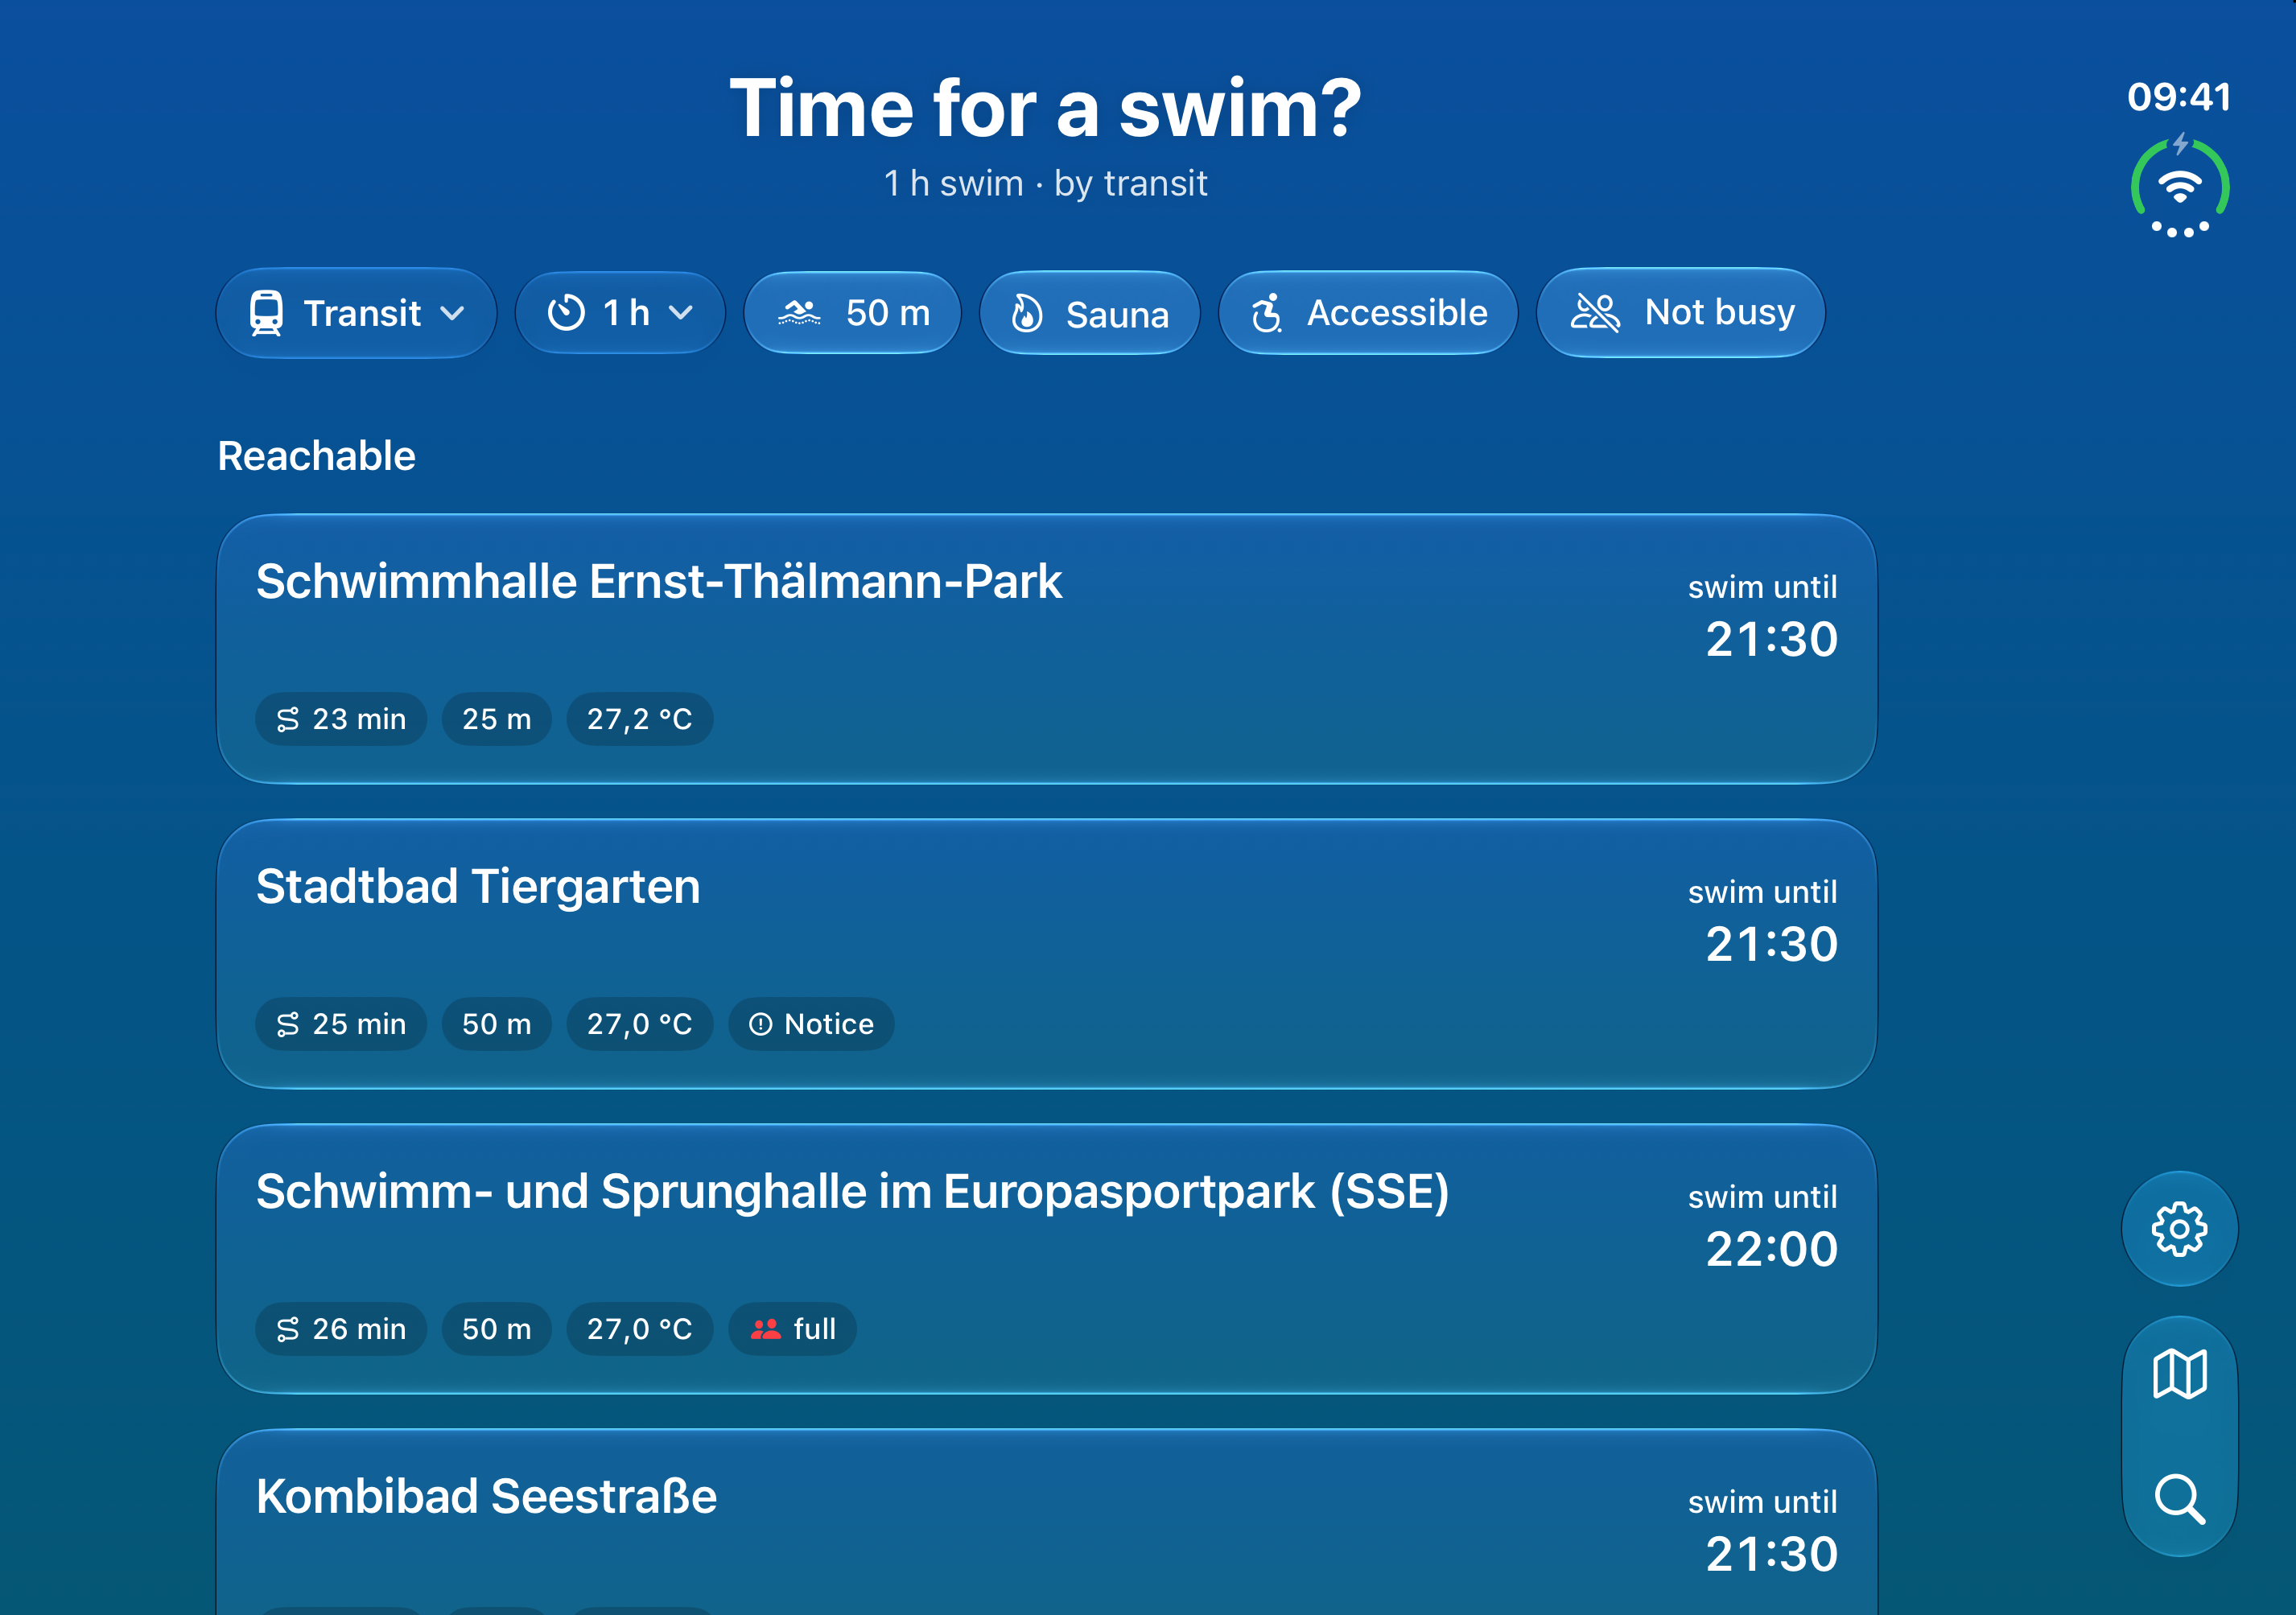 Time for a swim?
1 h swim · by transit
09:41
Transit
1 h
50 m
Sauna
Accessible
Not busy
Reachable
Schwimmhalle Ernst-Thälmann-Park
swim until
21:30
23 min
25 m
27,2 °C
Stadtbad Tiergarten
swim until
21:30
25 min
50 m
27,0 °C
Notice
Schwimm- und Sprunghalle im Europasportpark (SSE)
swim until
22:00
26 min
50 m
27,0 °C
full
Kombibad Seestraße
swim until
21:30